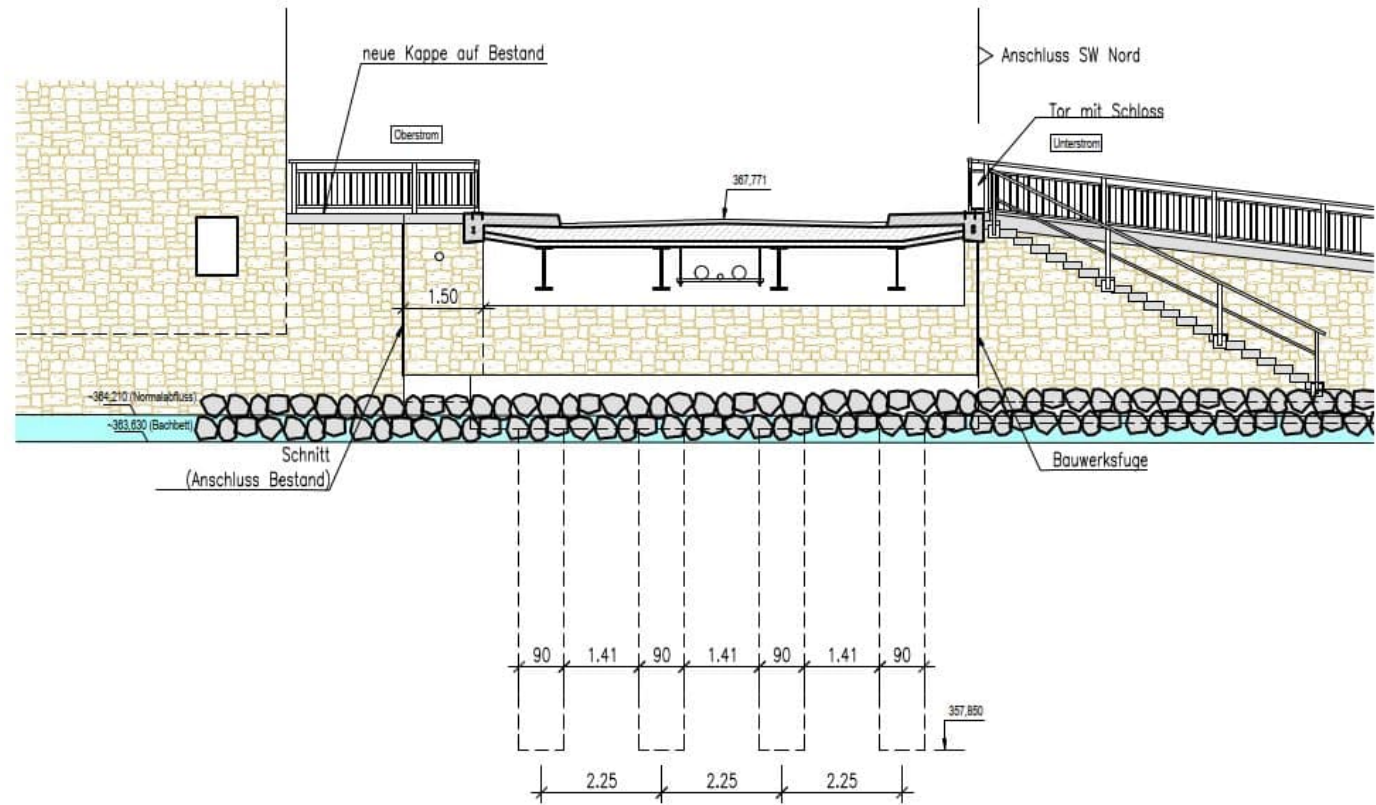 neue Kappe auf Bestand
Anschluss SW Nord
Tor mit Schloss
Oberstrom
Unterstrom
367,771
1.50
~364,210 (Normalabfluss)
~363,630 (Bachbett)
Schnitt
(Anschluss Bestand)
Bauwerksfuge
90 1.41 90 1.41 90 1.41 90
357,850
2.25 2.25 2.25